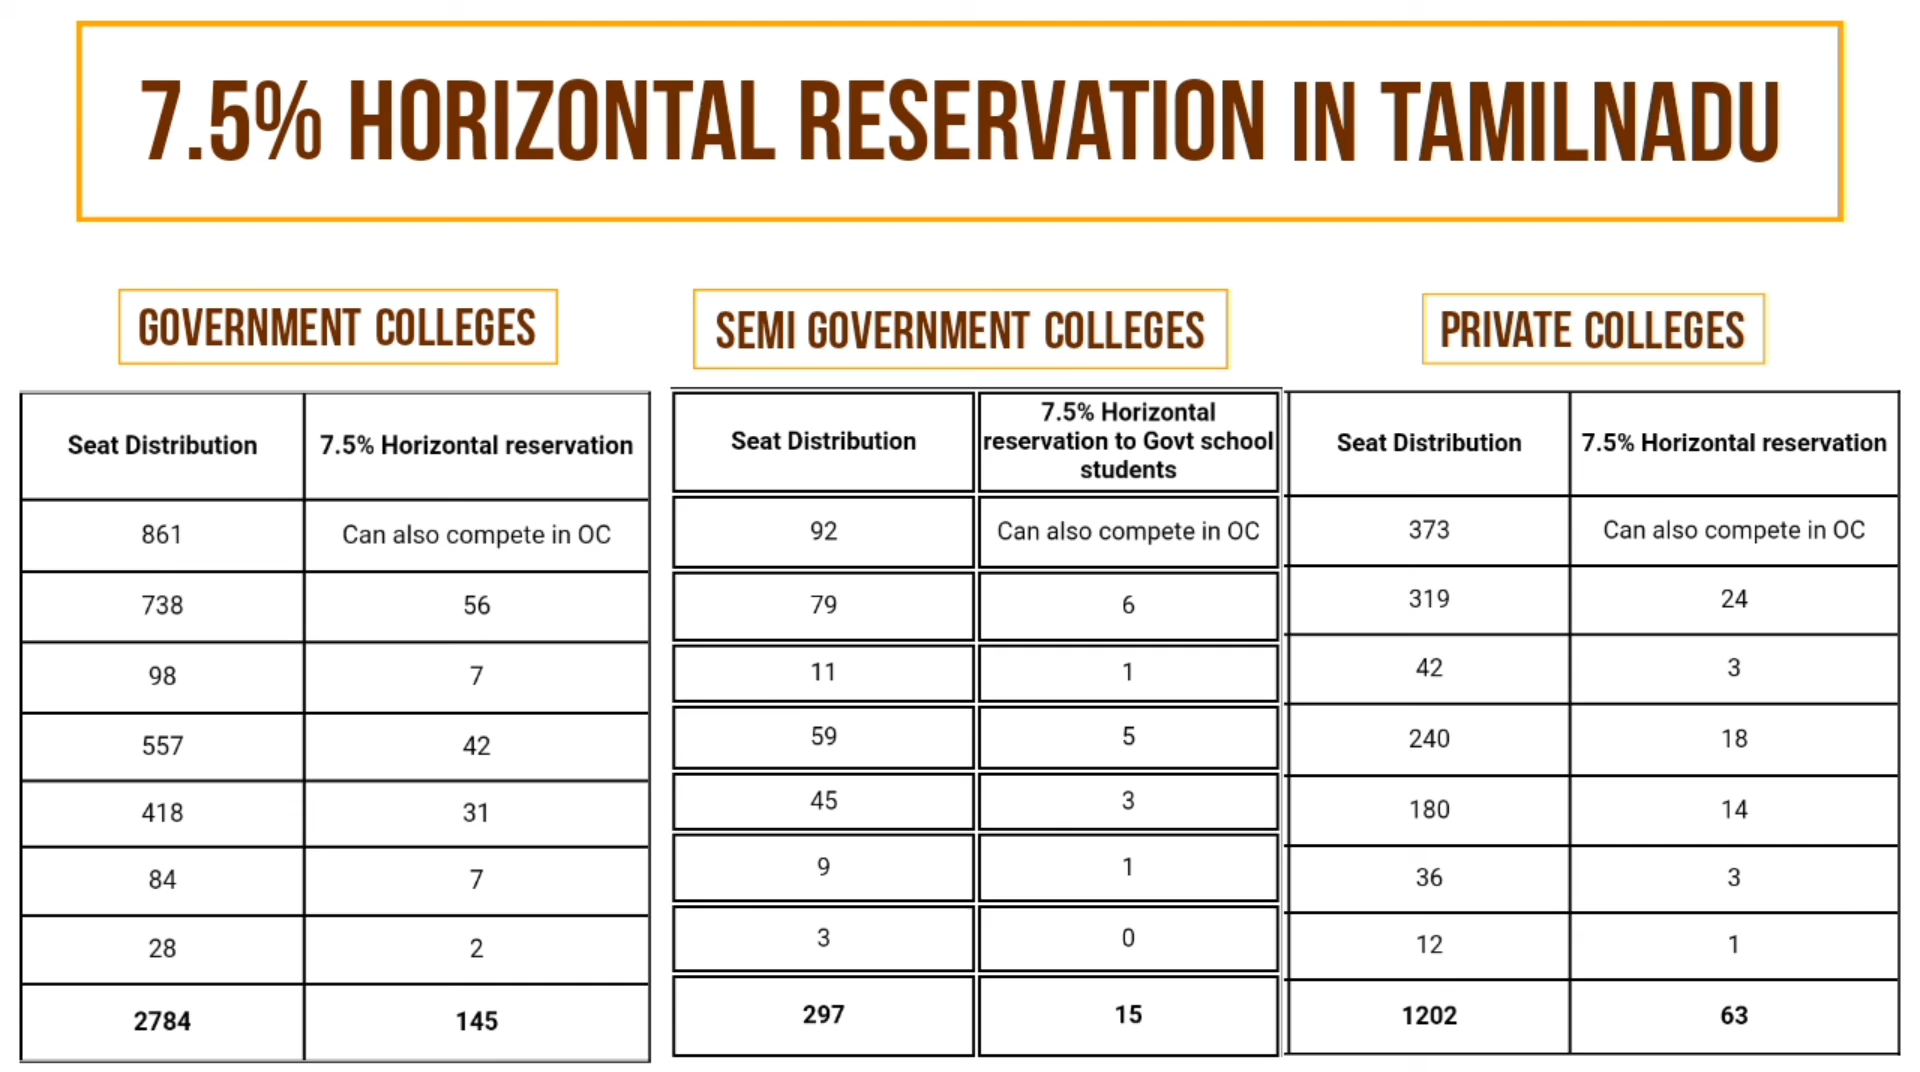 7.5% HORIZONTAL RESERVATION IN TAMILNADU
GOVERNMENT COLLEGES
Seat Distribution 7.5% Horizontal reservation
861 Can also compete in OC
738 56
98 7
557 42
418 31
84 7
28 2
2784 145
SEMI GOVERNMENT COLLEGES
Seat Distribution 7.5% Horizontal
reservation to Govt school
students
92 Can also compete in OC
79 6
11 1
59 5
45 3
9 1
3 0
297 15
PRIVATE COLLEGES
Seat Distribution 7.5% Horizontal reservation
373 Can also compete in OC
319 24
42 3
240 18
180 14
36 3
12 1
1202 63